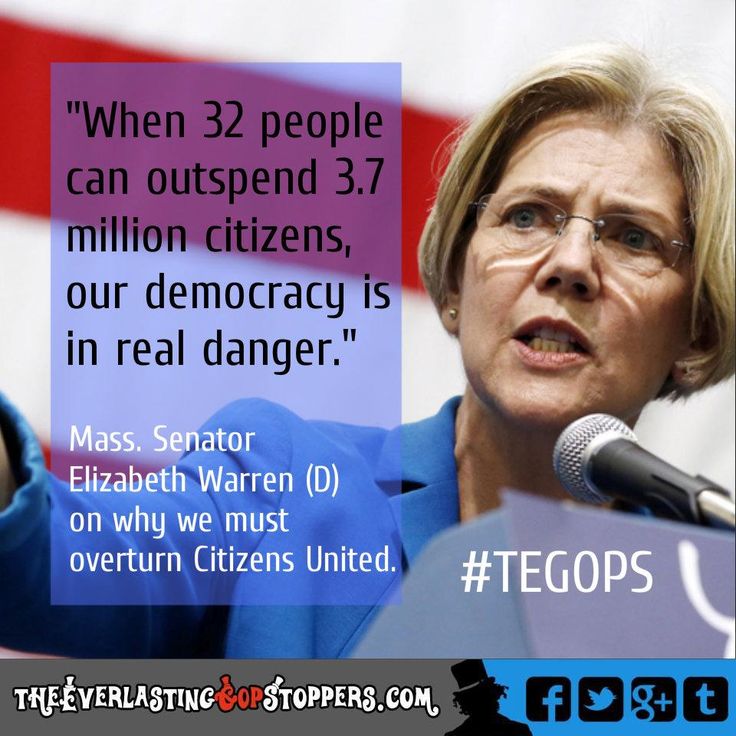 "When 32 people
can outspend 3.7
million citizens,
our democracy is
in real danger."
Mass. Senator
Elizabeth Warren (D)
on why we must
overturn Citizens United.
#TEGOPS
THEEVERLASTINGGOPSTOPPERS.COM
f
g+
t